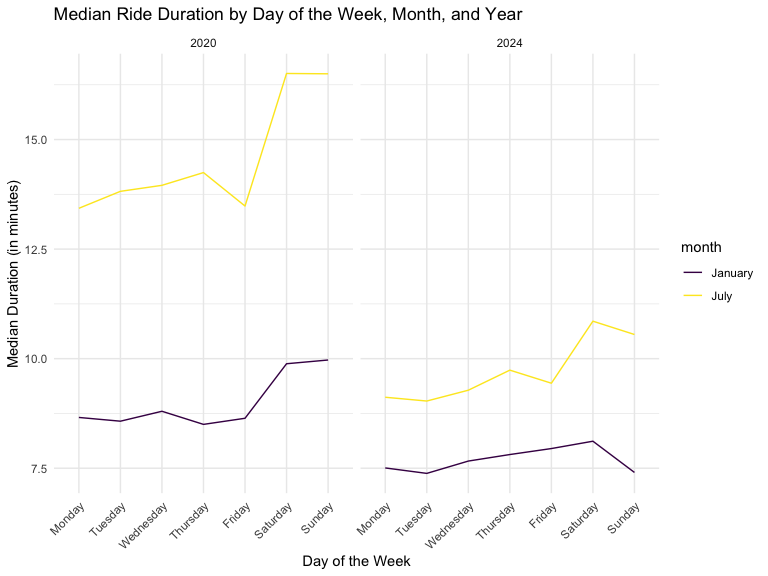 Median Ride Duration by Day of the Week, Month, and Year
2020
2024
15.0
12.5
10.0
7.5
Median Duration (in minutes)
Monday
Tuesday
Wednesday
Thursday
Friday
Saturday
Sunday
Monday
Tuesday
Wednesday
Thursday
Friday
Saturday
Sunday
Day of the Week
month
January
July